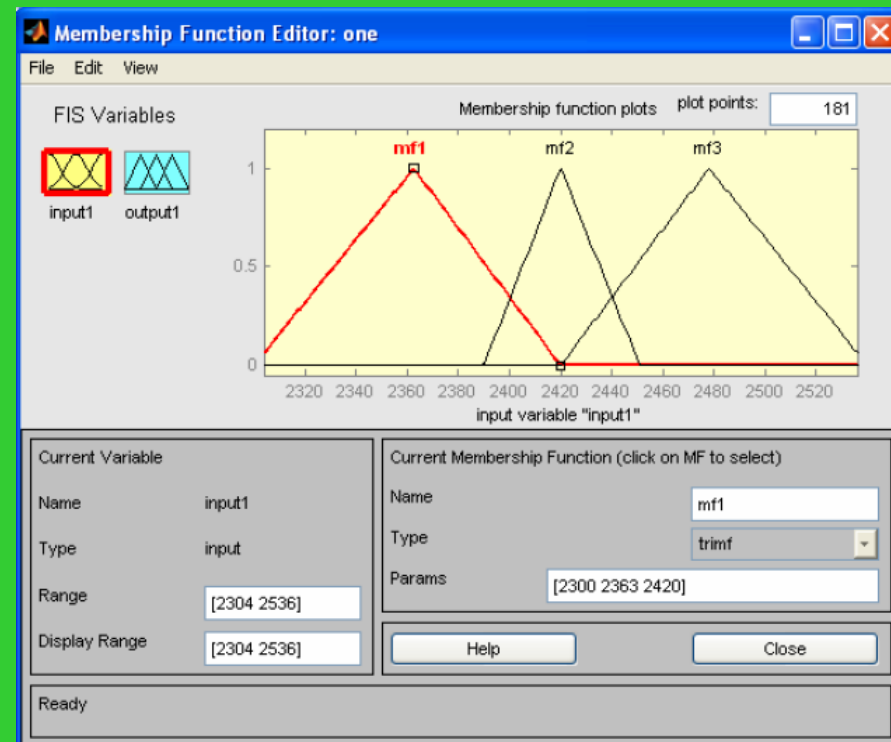 Membership Function Editor: one
File Edit View
FIS Variables
input1 output1
Membership function plots plot points: 181
mf1 mf2 mf3
1
0.5
0
2320 2340 2360 2380 2400 2420 2440 2460 2480 2500 2520
input variable "input1"
Current Variable
Name input1
Type input
Range [2304 2536]
Display Range [2304 2536]
Current Membership Function (click on MF to select)
Name mf1
Type trimf
Params [2300 2363 2420]
Help Close
Ready